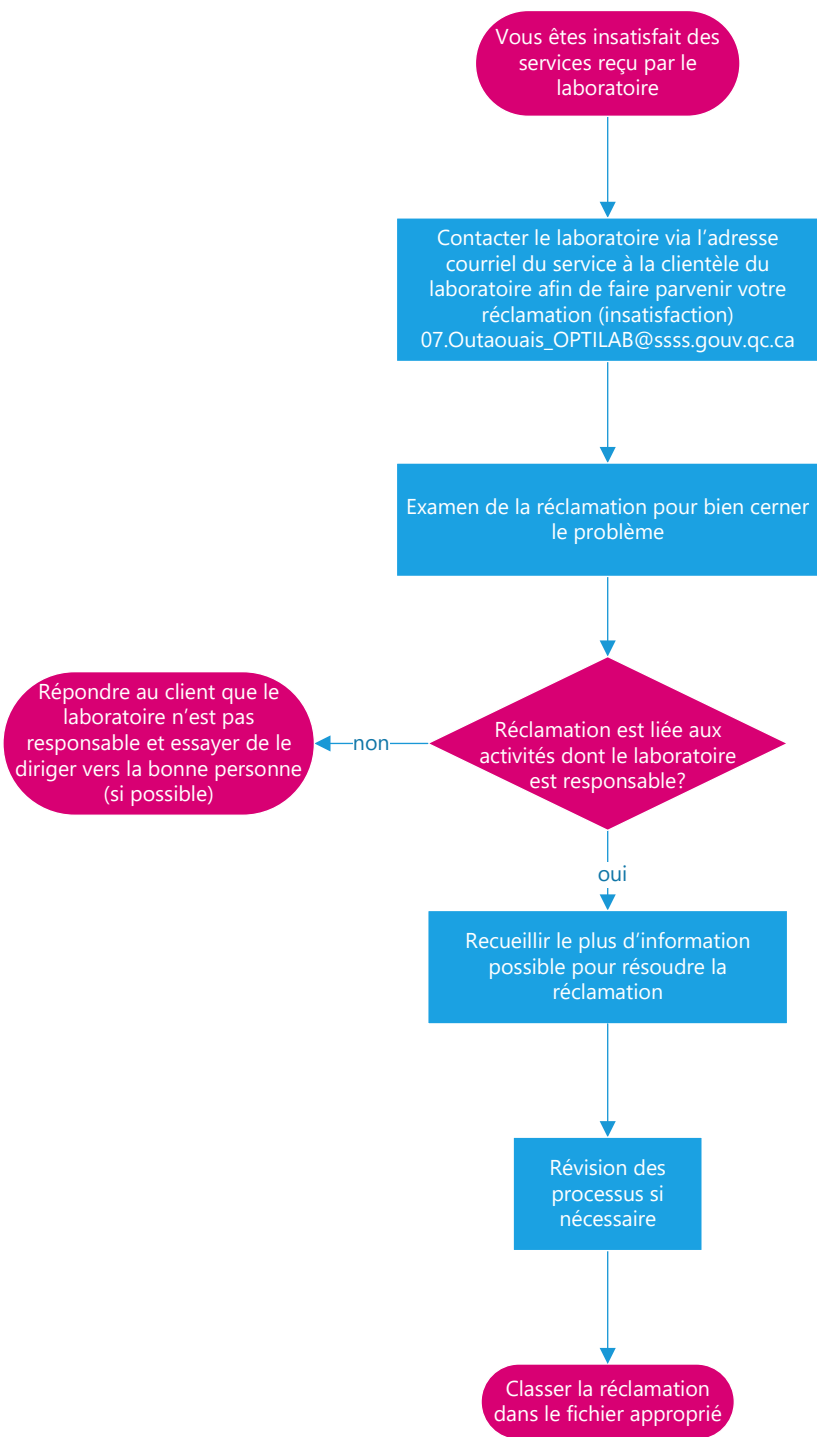 Vous êtes insatisfait des
services reçu par le
laboratoire
Contacter le laboratoire via l’adresse
courriel du service à la clientèle du
laboratoire afin de faire parvenir votre
réclamation (insatisfaction)
07.Outaouais_OPTILAB@ssss.gouv.qc.ca
Examen de la réclamation pour bien cerner
le problème
Réclamation est liée aux
activités dont le laboratoire
est responsable?
non
Répondre au client que le
laboratoire n’est pas
responsable et essayer de le
diriger vers la bonne personne
(si possible)
oui
Recueillir le plus d’information
possible pour résoudre la
réclamation
Révision des
processus si
nécessaire
Classer la réclamation
dans le fichier approprié